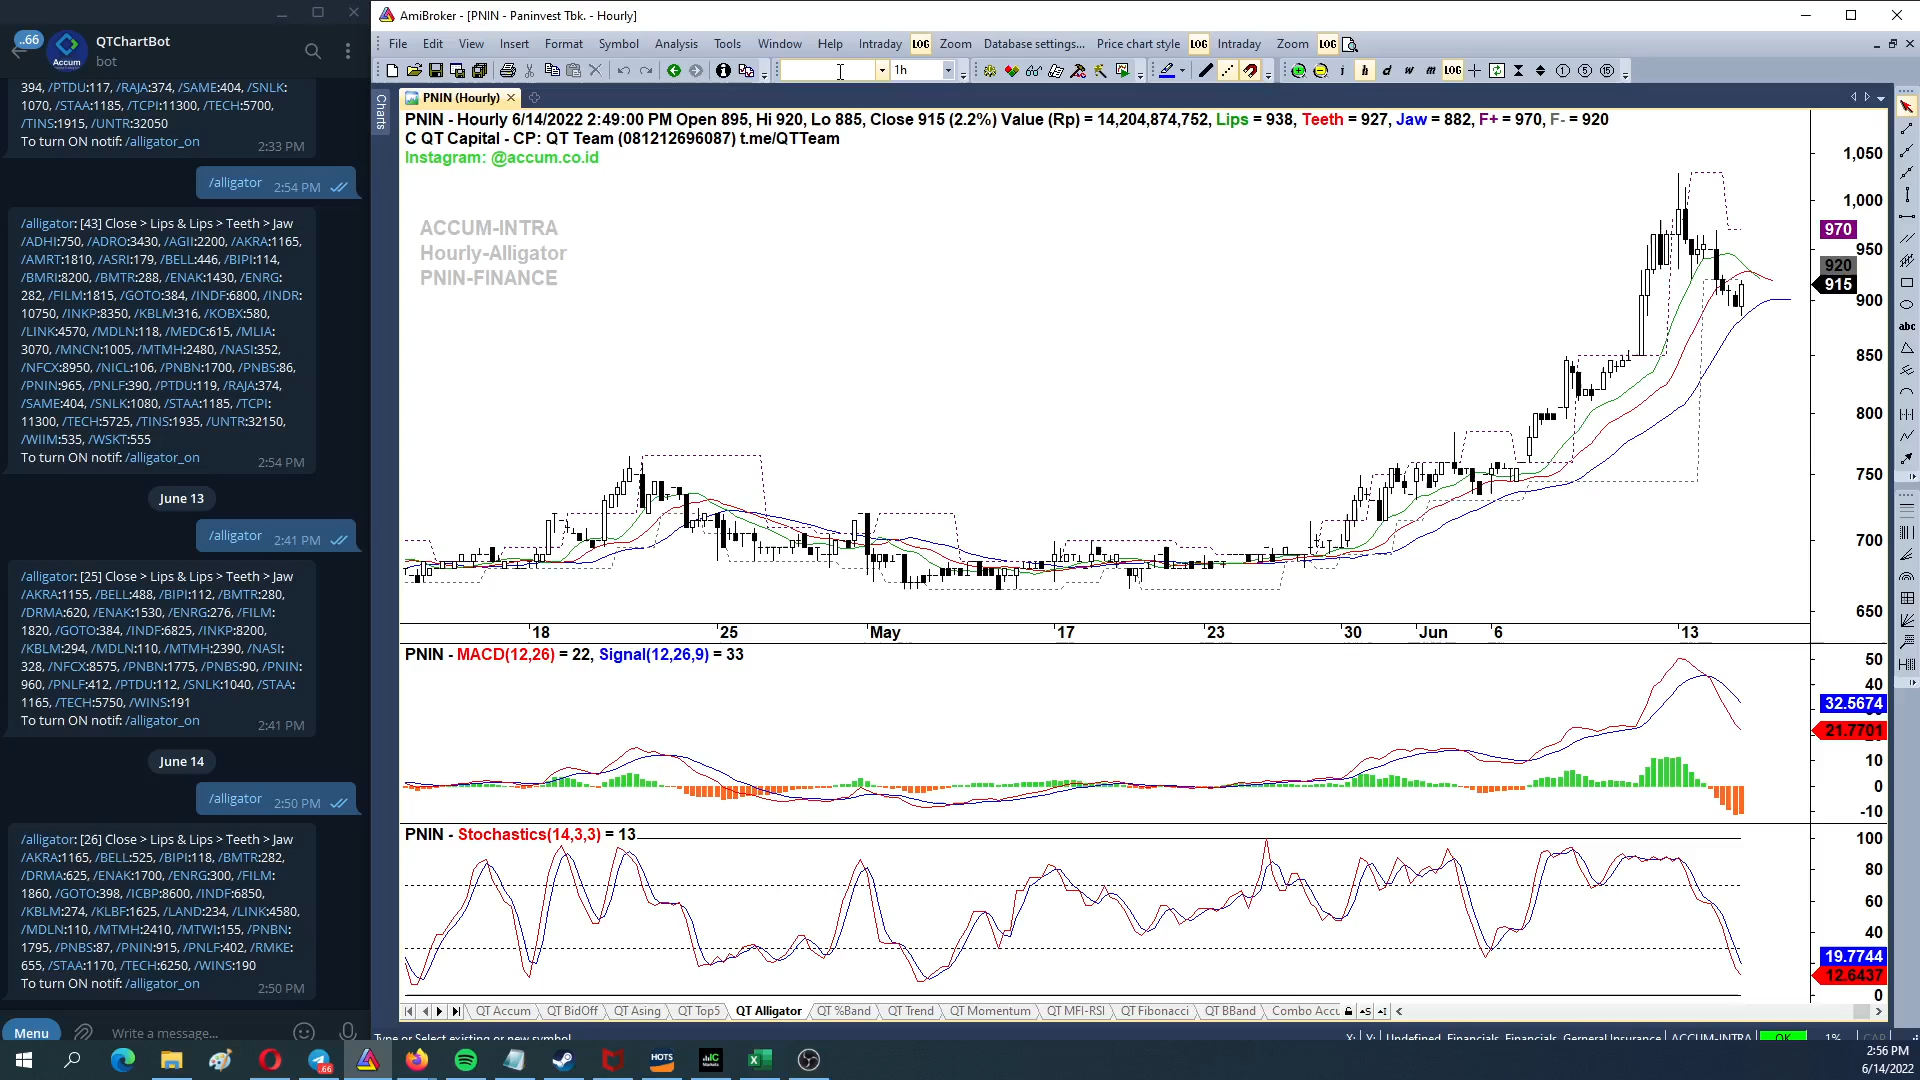 ..66
QTChartBot
bot
Accum
394, /PTDU:117, /RAJA:374, /SAME:404, /SNLK:
1070, /STAA:1185, /TCPI:11300, /TECH:5700,
/TINS:1915, /UNTR:32050
To turn ON notif: /alligator_on
2:33 PM
/alligator 2:54 PM
/alligator: [43] Close > Lips & Lips > Teeth > Jaw
/ADHI:750, /ADRO:3430, /AGII:2200, /AKRA:1165,
/AMRT:1810, /ASRI:179, /BELL:446, /BIPI:114,
/BMRI:8200, /BMTR:288, /ENAK:1430, /ENRG:
282, /FILM:1815, /GOTO:384, /INDF:6800, /INDR:
10750, /INKP:8350, /KBLM:316, /KOBX:580,
/LINK:4570, /MDLN:118, /MEDC:615, /MLIA:
3070, /MNCN:1005, /MTMH:2480, /NASI:352,
/NFCX:8950, /NICL:106, /PNBN:1700, /PNBS:86,
/PNIN:965, /PNLF:390, /PTDU:119, /RAJA:374,
/SAME:404, /SNLK:1080, /STAA:1185, /TCPI:
11300, /TECH:5725, /TINS:1935, /UNTR:32150,
/WIIM:535, /WSKT:555
To turn ON notif: /alligator_on
2:54 PM
June 13
/alligator 2:41 PM
/alligator: [25] Close > Lips & Lips > Teeth > Jaw
/AKRA:1155, /BELL:488, /BIPI:112, /BMTR:280,
/DRMA:620, /ENAK:1530, /ENRG:276, /FILM:
1820, /GOTO:384, /INDF:6825, /INKP:8200,
/KBLM:294, /MDLN:110, /MTMH:2390, /NASI:
328, /NFCX:8575, /PNBN:1775, /PNBS:90, /PNIN:
960, /PNLF:412, /PTDU:112, /SNLK:1040, /STAA:
1165, /TECH:5750, /WINS:191
To turn ON notif: /alligator_on
2:41 PM
June 14
/alligator 2:50 PM
/alligator: [26] Close > Lips & Lips > Teeth > Jaw
/AKRA:1165, /BELL:525, /BIPI:118, /BMTR:282,
/DRMA:625, /ENAK:1700, /ENRG:300, /FILM:
1860, /GOTO:398, /ICBP:8600, /INDF:6850,
/KBLM:274, /KLBF:1625, /LAND:234, /LINK:4580,
/MDLN:110, /MTMH:2410, /MTWI:155, /PNBN:
1795, /PNBS:87, /PNIN:915, /PNLF:402, /RMKE:
655, /STAA:1170, /TECH:6250, /WINS:190
To turn ON notif: /alligator_on
2:50 PM
Menu
Write a message...
AmiBroker - [PNIN - Paninvest Tbk. - Hourly]
File Edit View Insert Format Symbol Analysis Tools Window Help Intraday LOG Zoom Database settings... Price chart style LOG Intraday Zoom LOG
1h
i h d w m LOG
Charts
PNIN (Hourly)
PNIN - Hourly 6/14/2022 2:49:00 PM Open 895, Hi 920, Lo 885, Close 915 (2.2%) Value (Rp) = 14,204,874,752, Lips = 938, Teeth = 927, Jaw = 882, F+ = 970, F- = 920
C QT Capital - CP: QT Team (081212696087) t.me/QTTeam
Instagram: @accum.co.id
ACCUM-INTRA
Hourly-Alligator
PNIN-FINANCE
1,050
1,000
970
950
920
915
900
850
800
750
700
650
18 25 May 17 23 30 Jun 6 13
PNIN - MACD(12,26) = 22, Signal(12,26,9) = 33
50
40
32.5674
21.7701
10
0
-10
PNIN - Stochastics(14,3,3) = 13
100
80
60
40
19.7744
12.6437
0
abc
QT Accum QT BidOff QT Asing QT Top5 QT Alligator QT %Band QT Trend QT Momentum QT MFI-RSI QT Fibonacci QT BBand Combo Accu
Type or Select existing or new symbol
X: Y: Undefined, Financials, Financials, GeneralInsurance ACCUM-INTRA OK 1% CAP
66
HOTS
IC
Markets
2:56 PM
6/14/2022